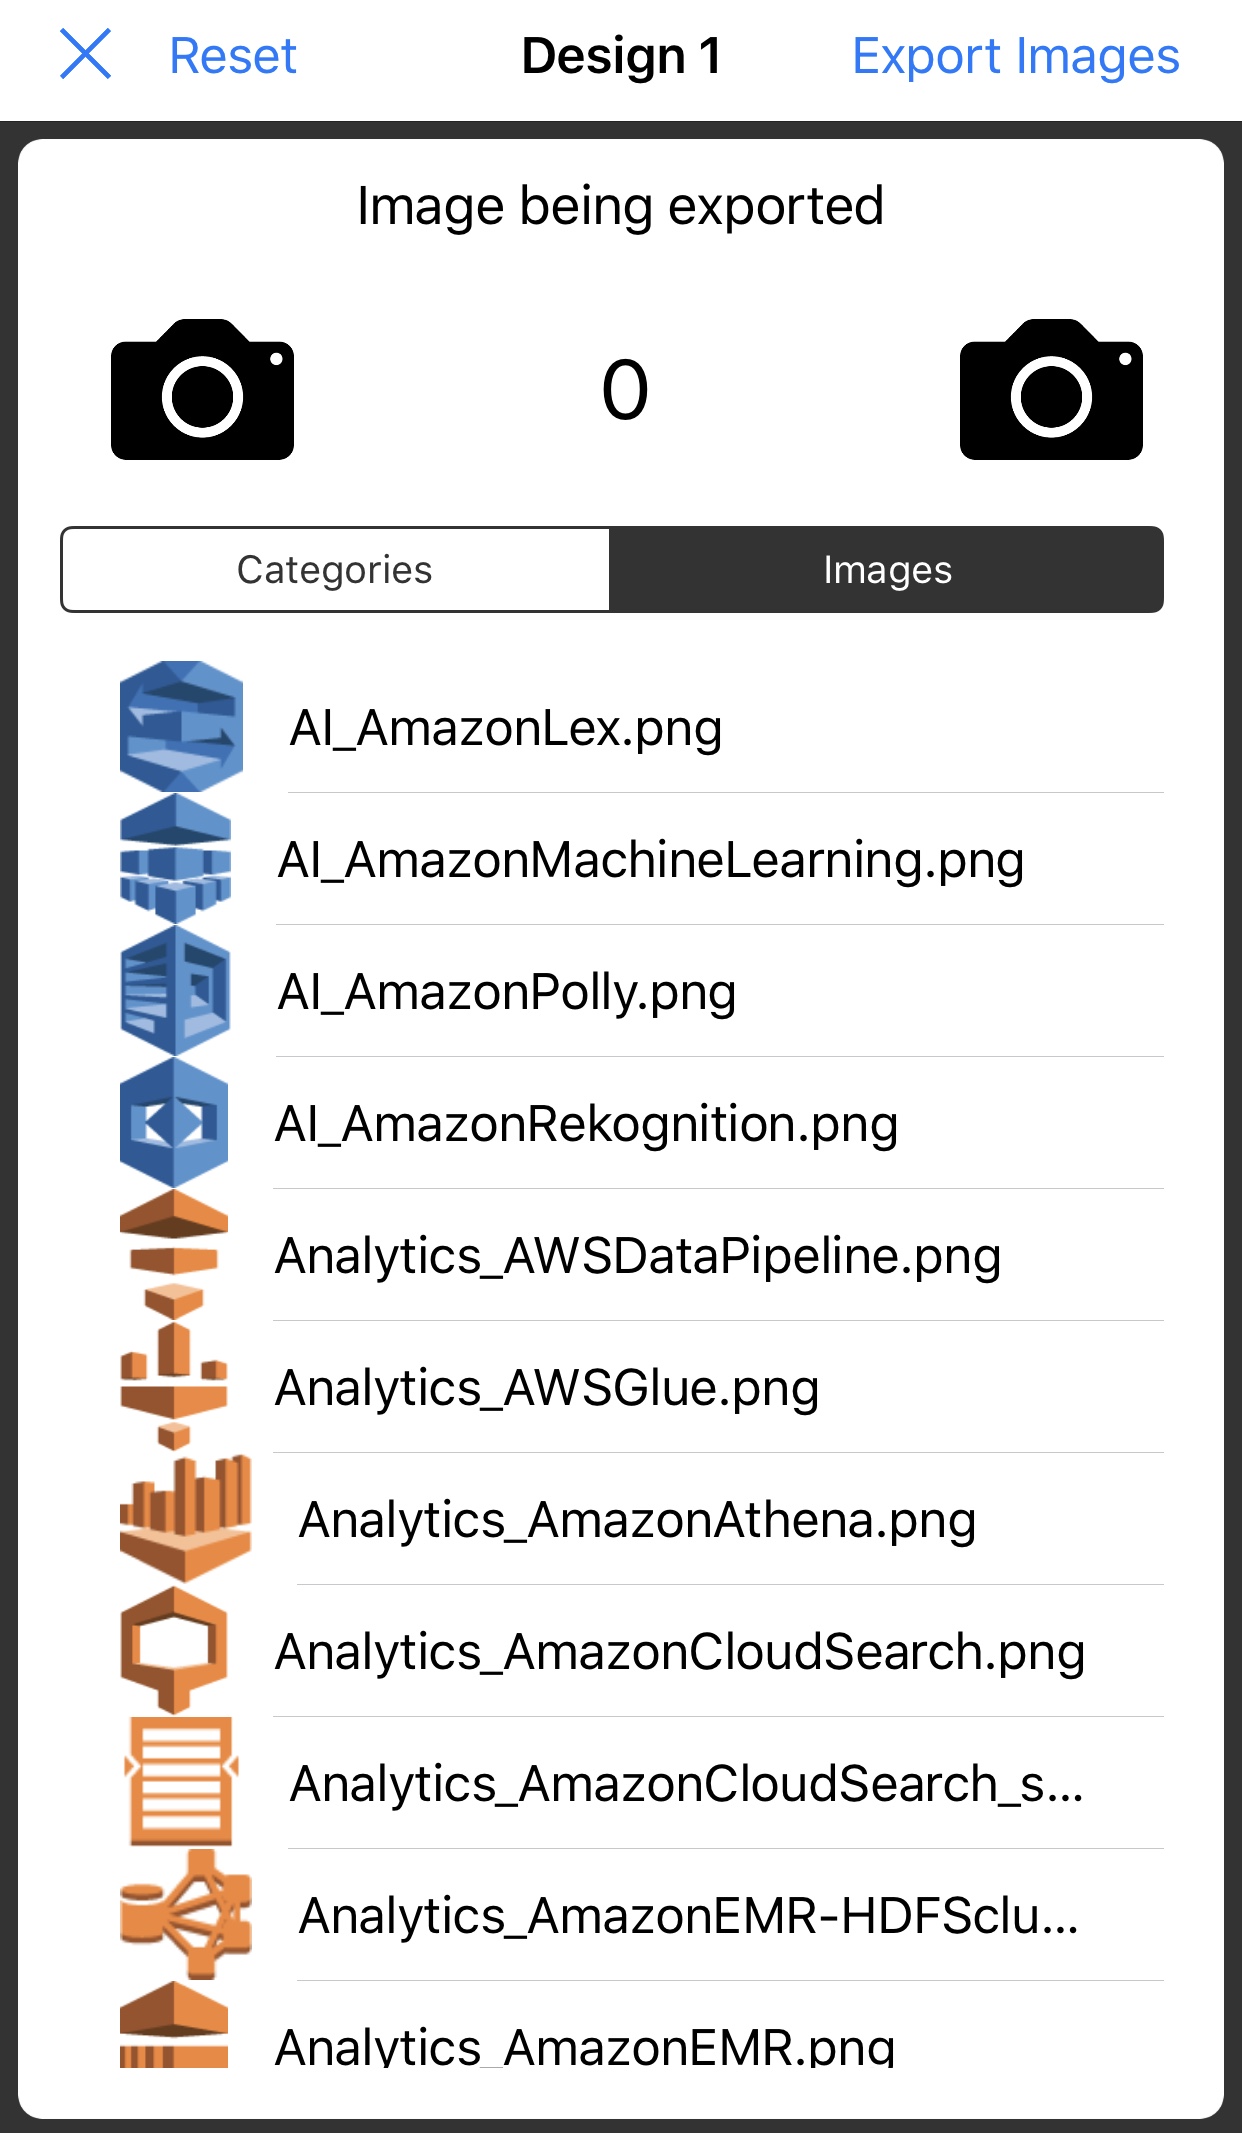 Reset Design 1 Export Images
Image being exported
0
Categories Images
AI_AmazonLex.png
AI_AmazonMachineLearning.png
AI_AmazonPolly.png
AI_AmazonRekognition.png
Analytics_AWSDataPipeline.png
Analytics_AWSGlue.png
Analytics_AmazonAthena.png
Analytics_AmazonCloudSearch.png
Analytics_AmazonCloudSearch_s...
Analytics_AmazonEMR-HDFSclu...
Analytics_AmazonEMR.png